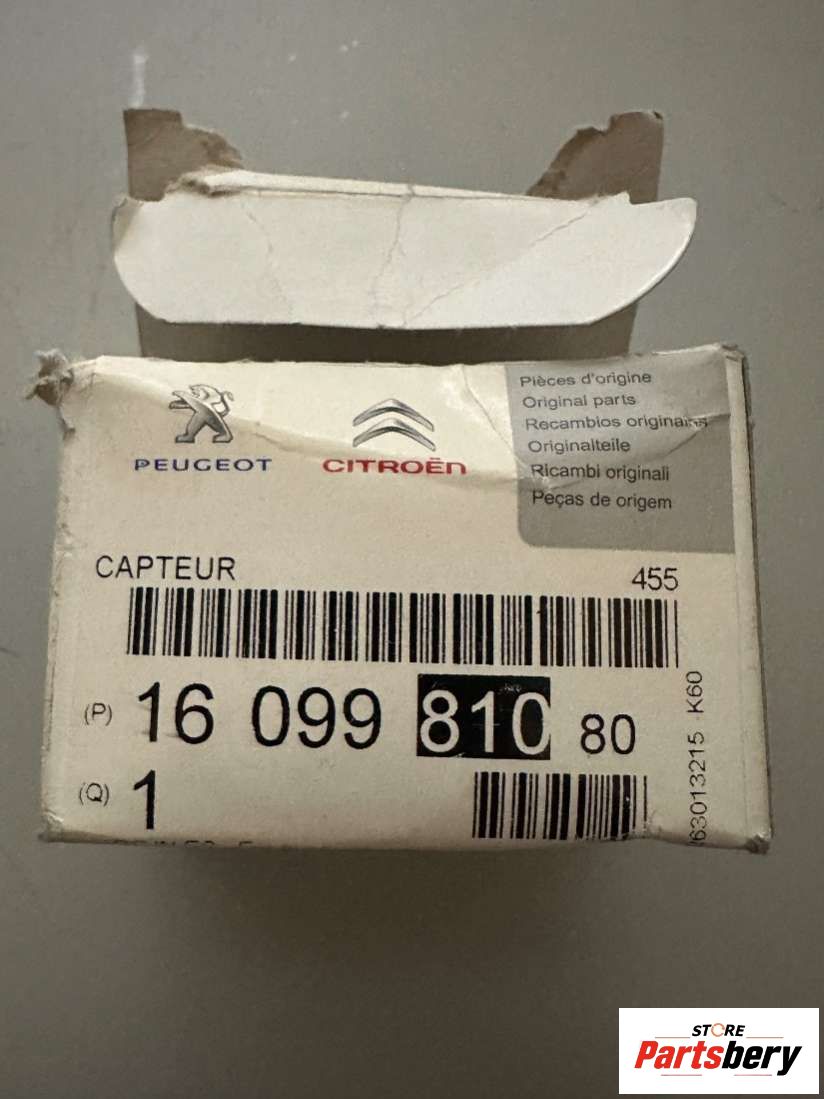 PEUGEOT
CITROËN
Pièces d'origine
Original parts
Recambios originales
Originalteile
Ricambi originali
Peças de origem
CAPTEUR
455
(P) 16 099 810 80
(Q) 1
63013215 K60
STORE
Partsbery